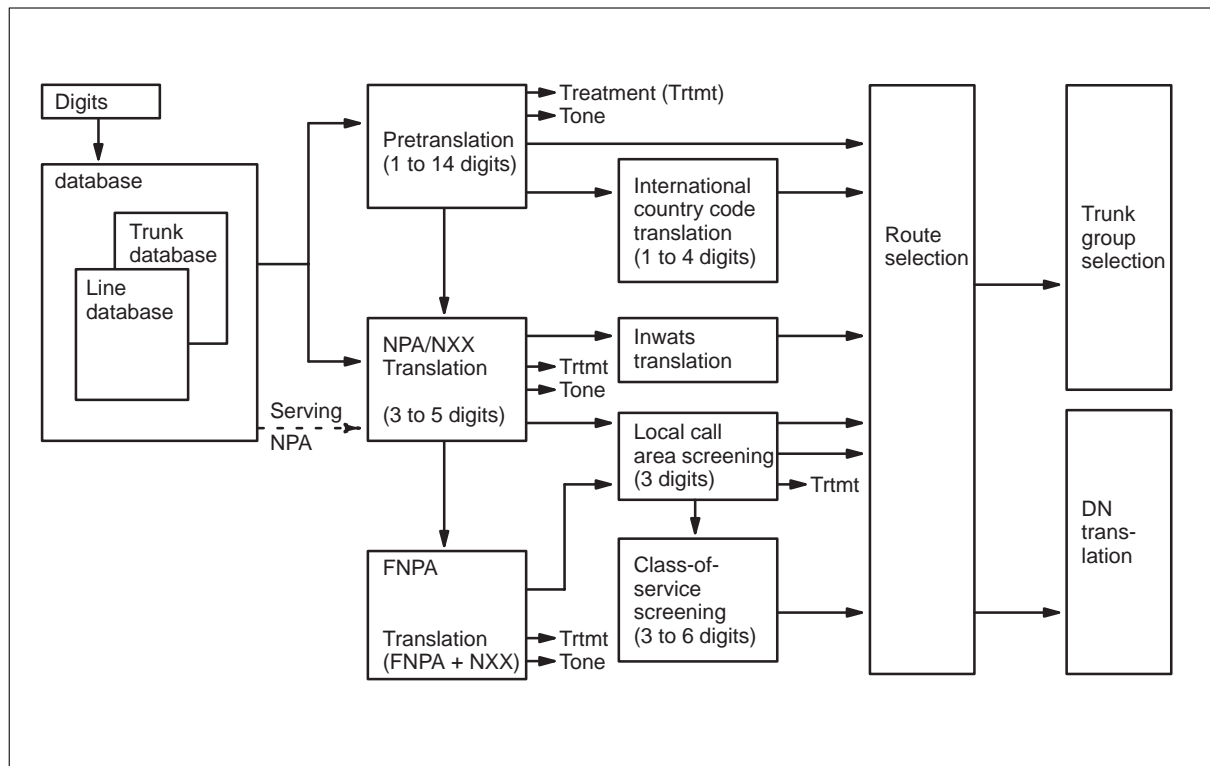 Digits
database
Trunk
database
Line
database
Serving
NPA
Pretranslation
(1 to 14 digits)
Treatment (Trtmt)
Tone
International
country code
translation
(1 to 4 digits)
NPA/NXX
Translation
(3 to 5 digits)
Trtmt
Tone
Inwats
translation
Local call
area screening
(3 digits)
Trtmt
FNPA
Translation
(FNPA + NXX)
Trtmt
Tone
Class-of-
service
screening
(3 to 6 digits)
Route
selection
Trunk
group
selection
DN
trans-
lation